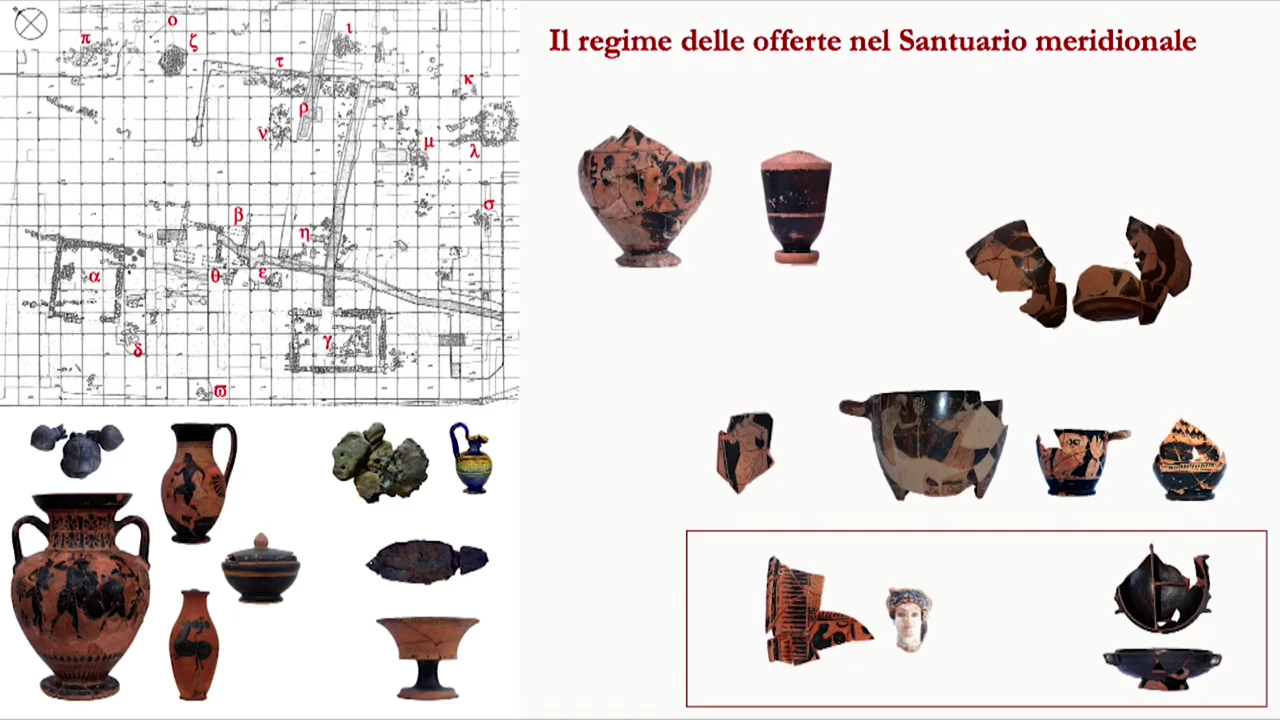 Il regime delle offerte nel Santuario meridionale
ο
π
ζ
ι
τ
κ
ρ
ν
μ
λ
σ
β
η
α
θ
ε
γ
δ
ϖ